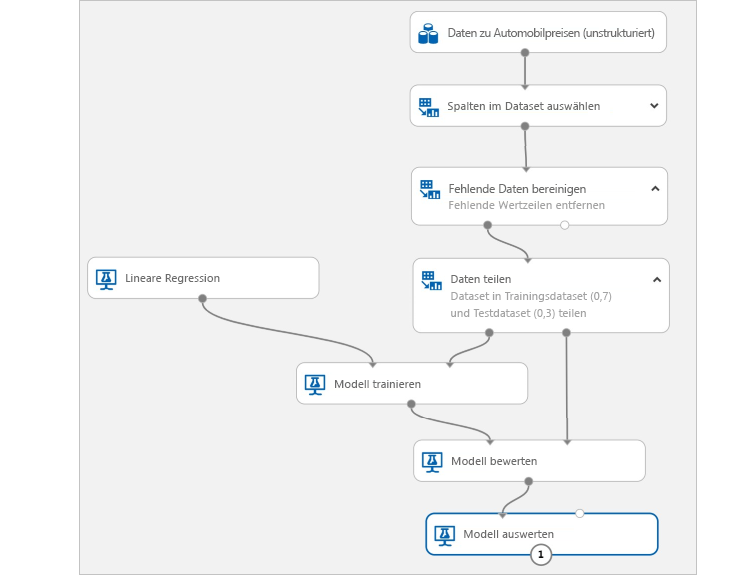 Daten zu Automobilpreisen (unstrukturiert)
Spalten im Dataset auswählen
Fehlende Daten bereinigen
Fehlende Wertzeilen entfernen
Lineare Regression
Daten teilen
Dataset in Trainingsdataset (0,7)
und Testdataset (0,3) teilen
Modell trainieren
Modell bewerten
Modell auswerten
1